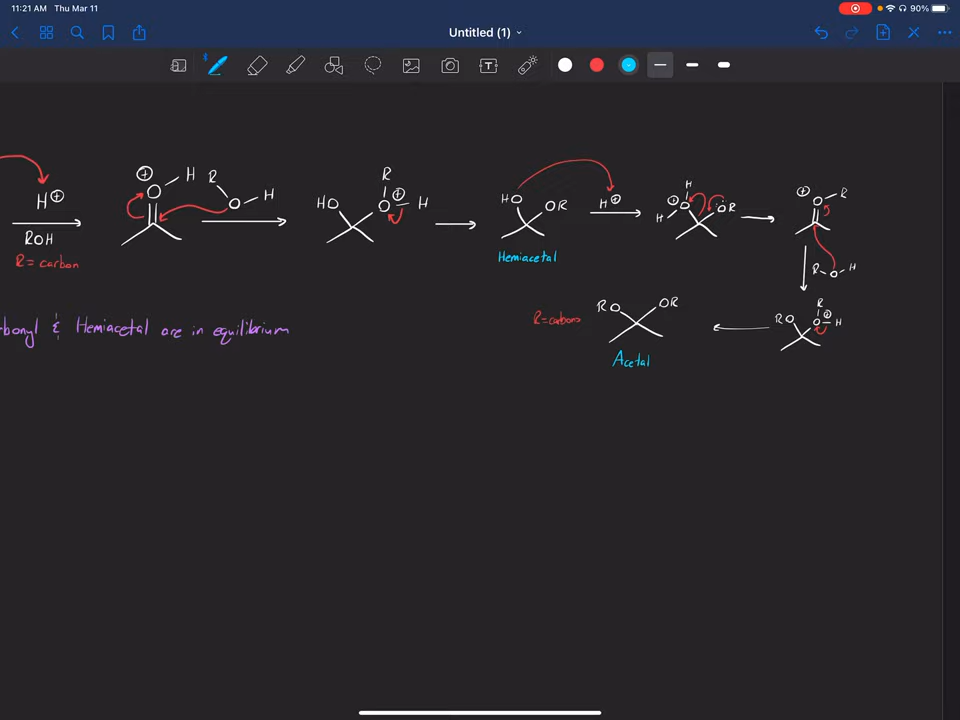 11:21 AM Thu Mar 11
90%
Untitled (1)
H⊕
ROH
R = carbon
⊕
O
H
R
O
H
HO
R
O
⊕
H
HO
OR
Hemiacetal
H⊕
H
⊕
O
H
OR
⊕
O
R
R
O
H
RO
R
O
⊕
H
R=carbons
RO
OR
Acetal
bonyl & Hemiacetal are in equilibrium